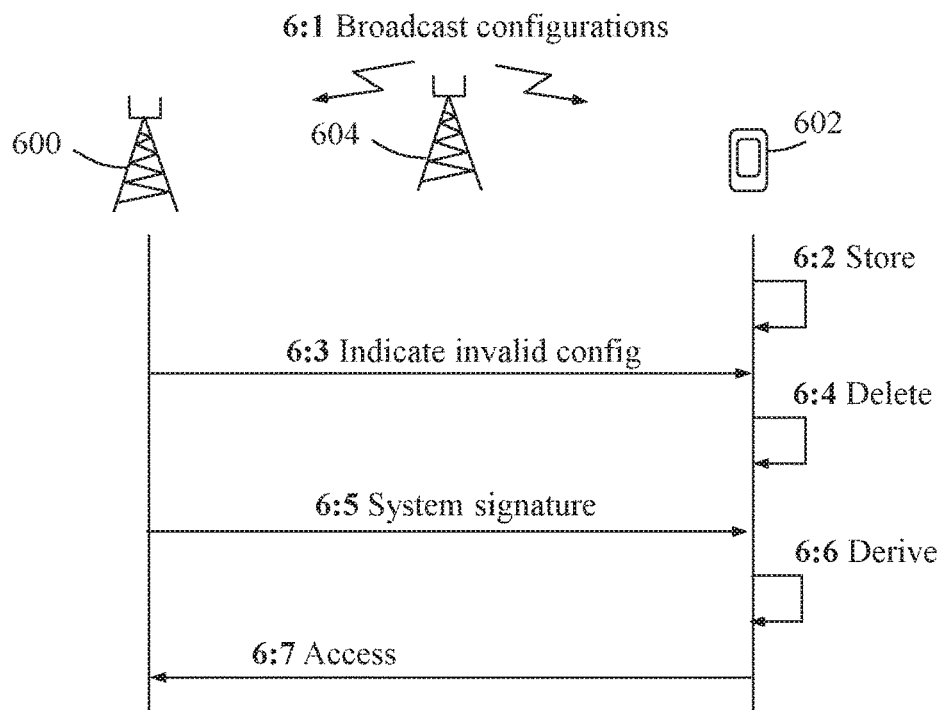 6:1 Broadcast configurations
600
604
602
6:2 Store
6:3 Indicate invalid config
6:4 Delete
6:5 System signature
6:6 Derive
6:7 Access